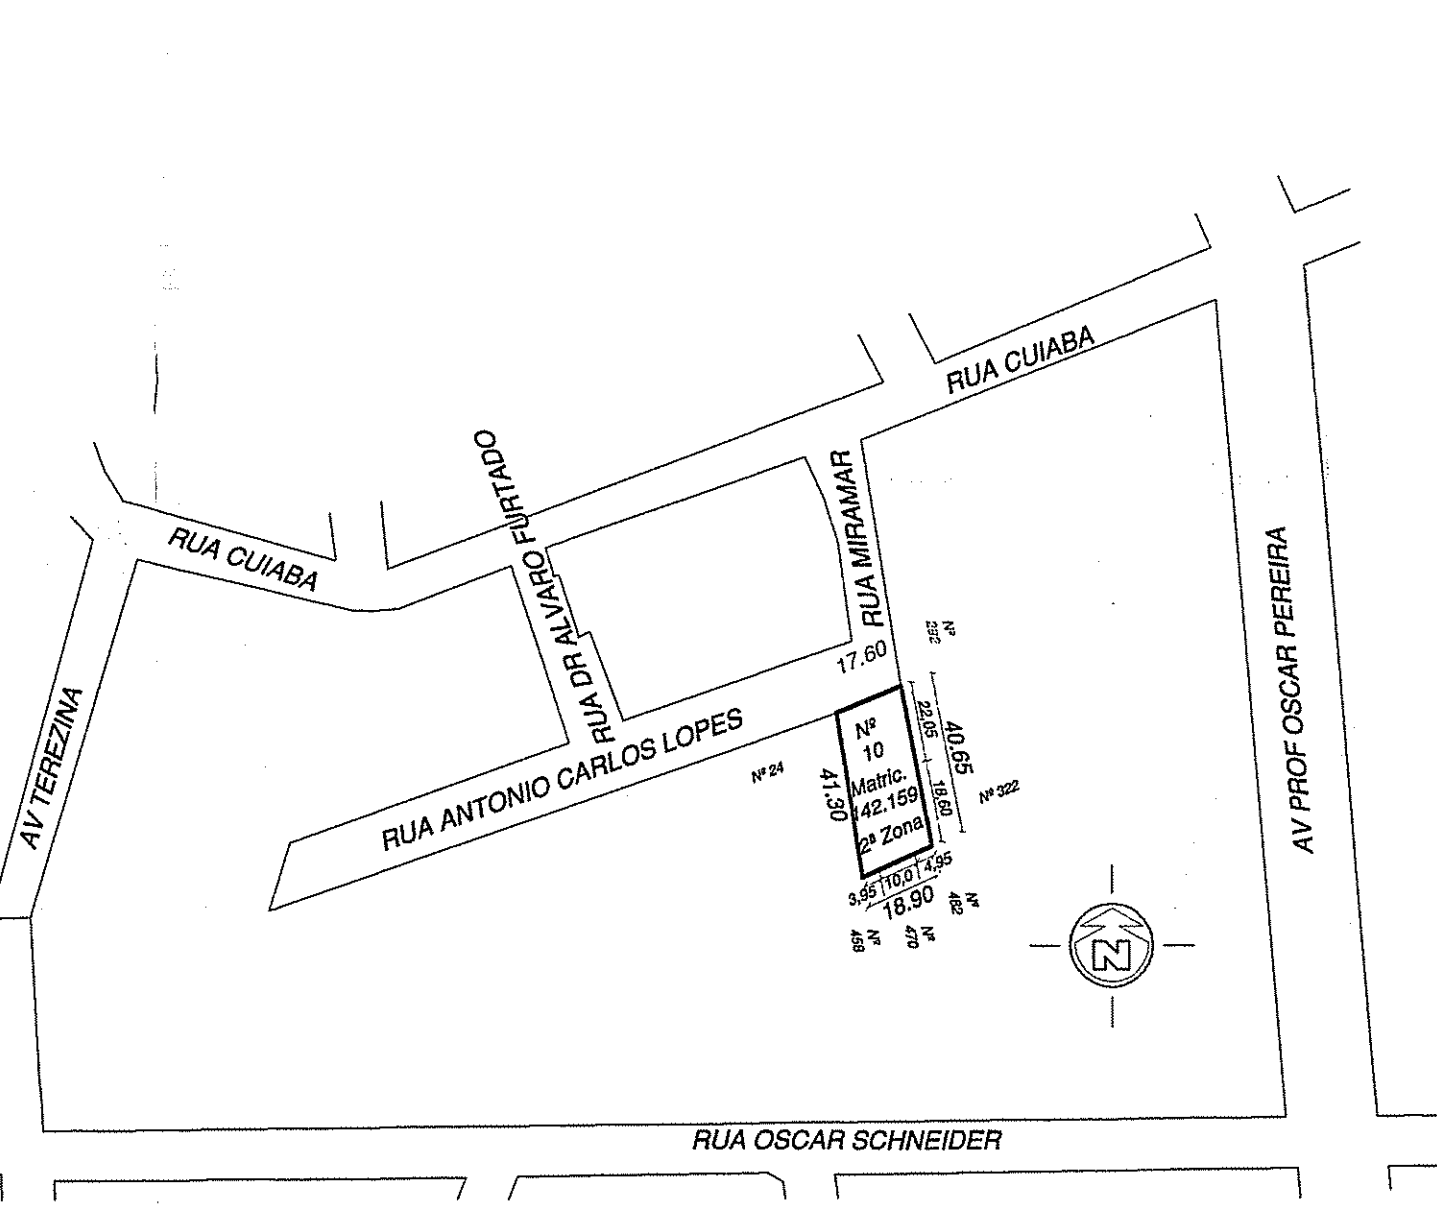 RUA CUIABA
RUA DR ALVARO FURTADO
RUA CUIABA
RUA MIRAMAR
AV PROF OSCAR PEREIRA
AV TEREZINA
RUA ANTONIO CARLOS LOPES
17.60
Nº
292
Nº
10
Matric.
142.159
2ª Zona
22,05
40.65
18,60
41.30
Nº 24
Nº 322
3,95
10,0
4,95
18.90
Nº
458
Nº
470
Nº
482
N
RUA OSCAR SCHNEIDER